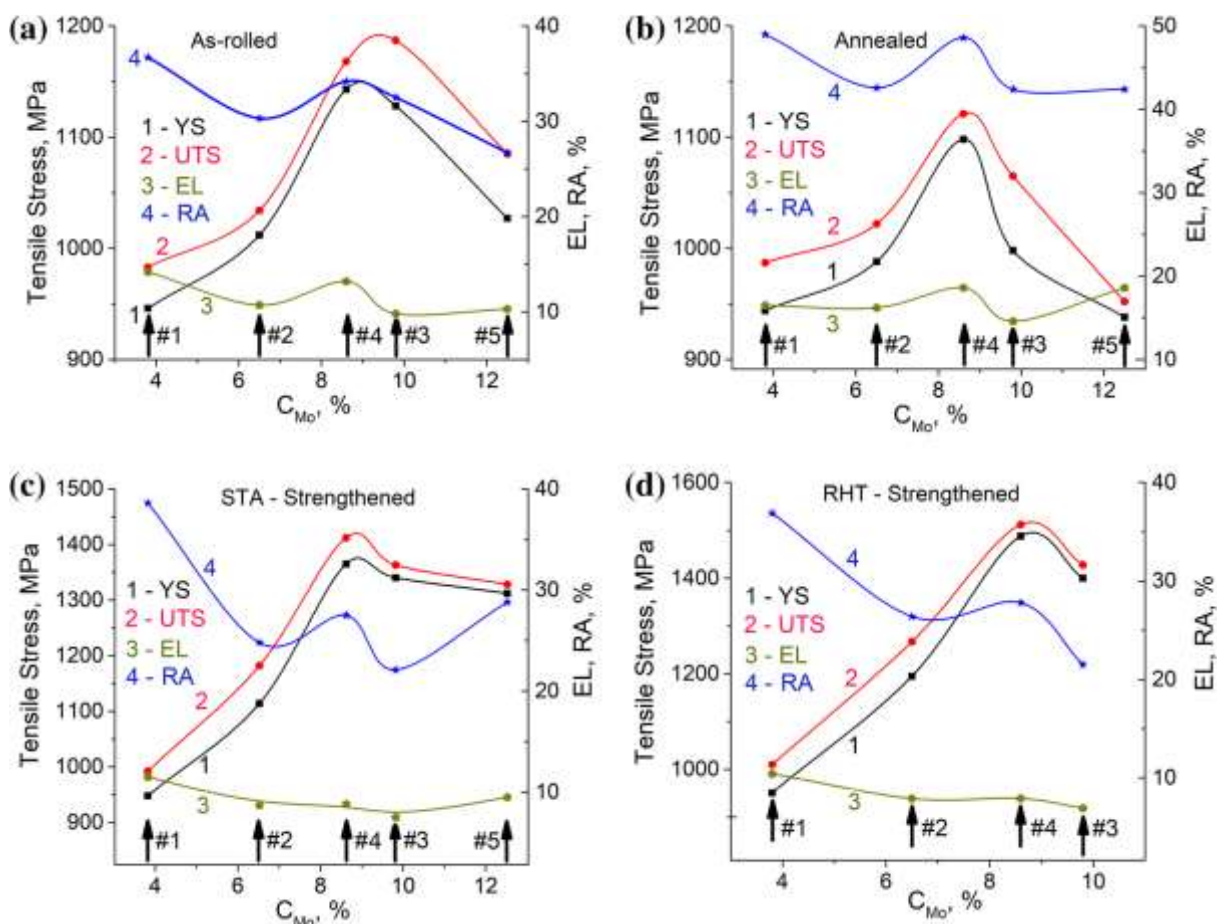 (a)
As-rolled
1200
1100
1000
900
40
30
20
10
Tensile Stress, MPa
EL, RA, %
4
1 - YS
2 - UTS
3 - EL
4 - RA
2
1
3
#1
#2
#4
#3
#5
4
6
8
10
12
C_Mo, %
(b)
Annealed
1200
1100
1000
900
50
40
30
20
10
Tensile Stress, MPa
EL, RA, %
1 - YS
2 - UTS
3 - EL
4 - RA
4
2
1
3
#1
#2
#4
#3
#5
4
6
8
10
12
C_Mo, %
(c)
STA - Strengthened
1500
1400
1300
1200
1100
1000
900
40
30
20
10
Tensile Stress, MPa
EL, RA, %
4
1 - YS
2 - UTS
3 - EL
4 - RA
2
1
3
#1
#2
#4
#3
#5
4
6
8
10
12
C_Mo, %
(d)
RHT - Strengthened
1600
1400
1200
1000
40
30
20
10
Tensile Stress, MPa
EL, RA, %
4
1 - YS
2 - UTS
3 - EL
4 - RA
2
1
3
#1
#2
#4
#3
4
6
8
10
C_Mo, %